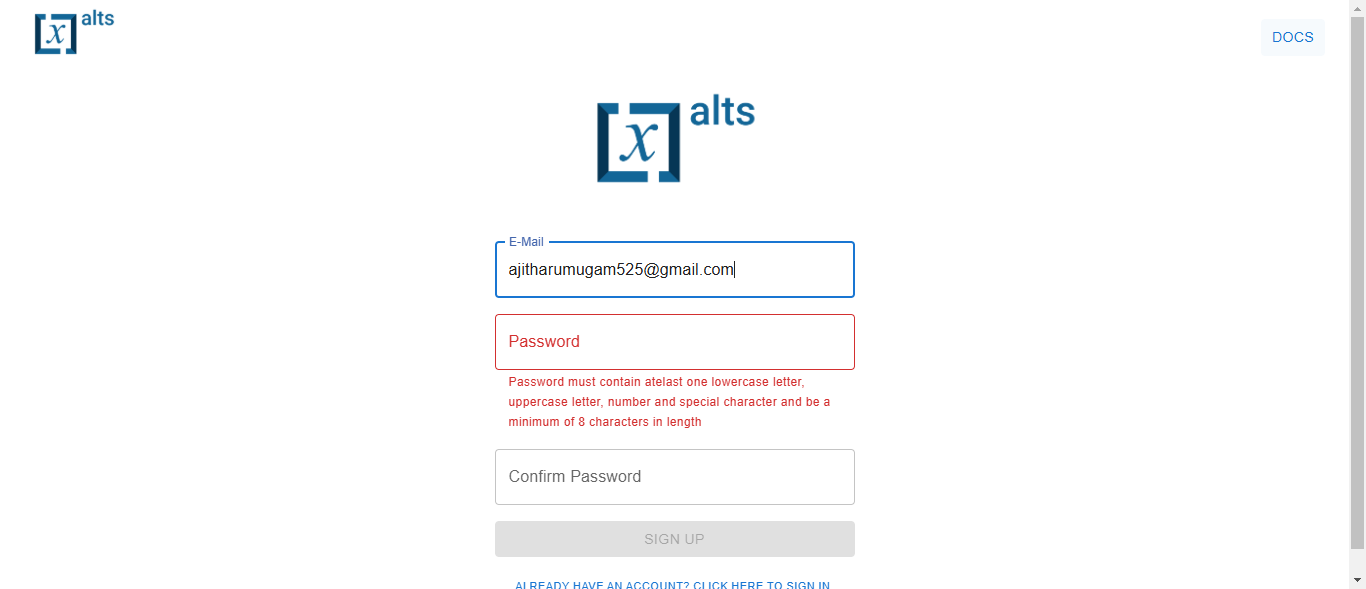 [x] alts
DOCS
[x] alts
E-Mail
ajitharumugam525@gmail.com
Password
Password must contain atelast one lowercase letter,
uppercase letter, number and special character and be a
minimum of 8 characters in length
Confirm Password
SIGN UP
ALREADY HAVE AN ACCOUNT? CLICK HERE TO SIGN IN